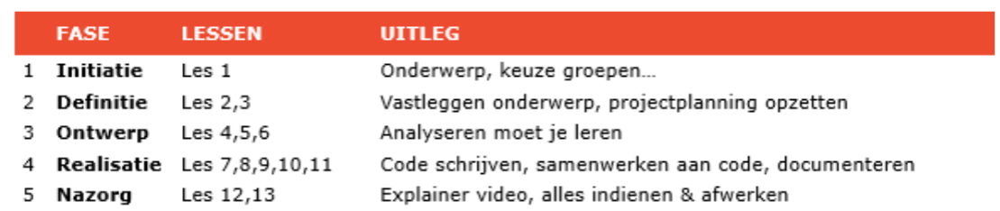 FASE LESSEN UITLEG
1 Initiatie Les 1 Onderwerp, keuze groepen...
2 Definitie Les 2,3 Vastleggen onderwerp, projectplanning opzetten
3 Ontwerp Les 4,5,6 Analyseren moet je leren
4 Realisatie Les 7,8,9,10,11 Code schrijven, samenwerken aan code, documenteren
5 Nazorg Les 12,13 Explainer video, alles indienen & afwerken